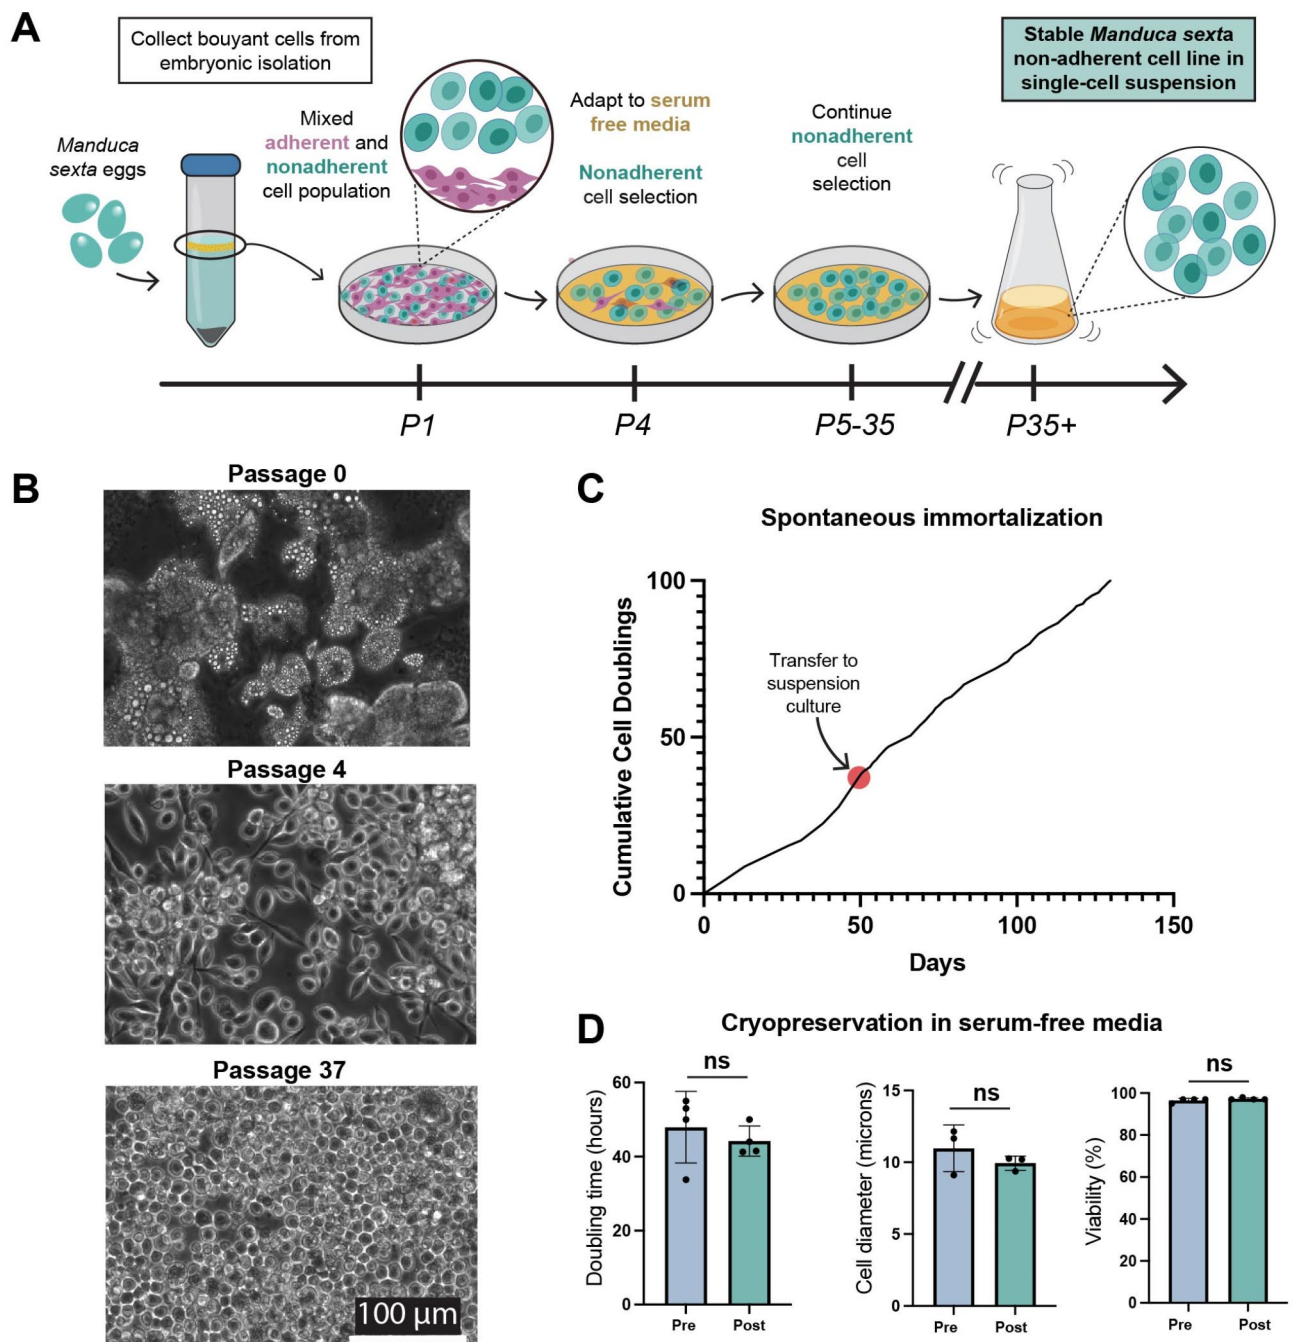 A
Collect bouyant cells from
embryonic isolation
Manduca
sexta eggs
Mixed
adherent and
nonadherent
cell population
Adapt to serum
free media
Nonadherent
cell selection
Continue
nonadherent
cell
selection
Stable Manduca sexta
non-adherent cell line in
single-cell suspension
P1
P4
P5-35
P35+
B
Passage 0
Passage 4
Passage 37
100 µm
C
Spontaneous immortalization
Cumulative Cell Doublings
100
50
0
Transfer to
suspension
culture
0
50
100
150
Days
D
Cryopreservation in serum-free media
Doubling time (hours)
60
40
20
0
ns
Pre
Post
Cell diameter (microns)
15
10
5
0
ns
Pre
Post
Viability (%)
100
80
60
40
20
0
ns
Pre
Post